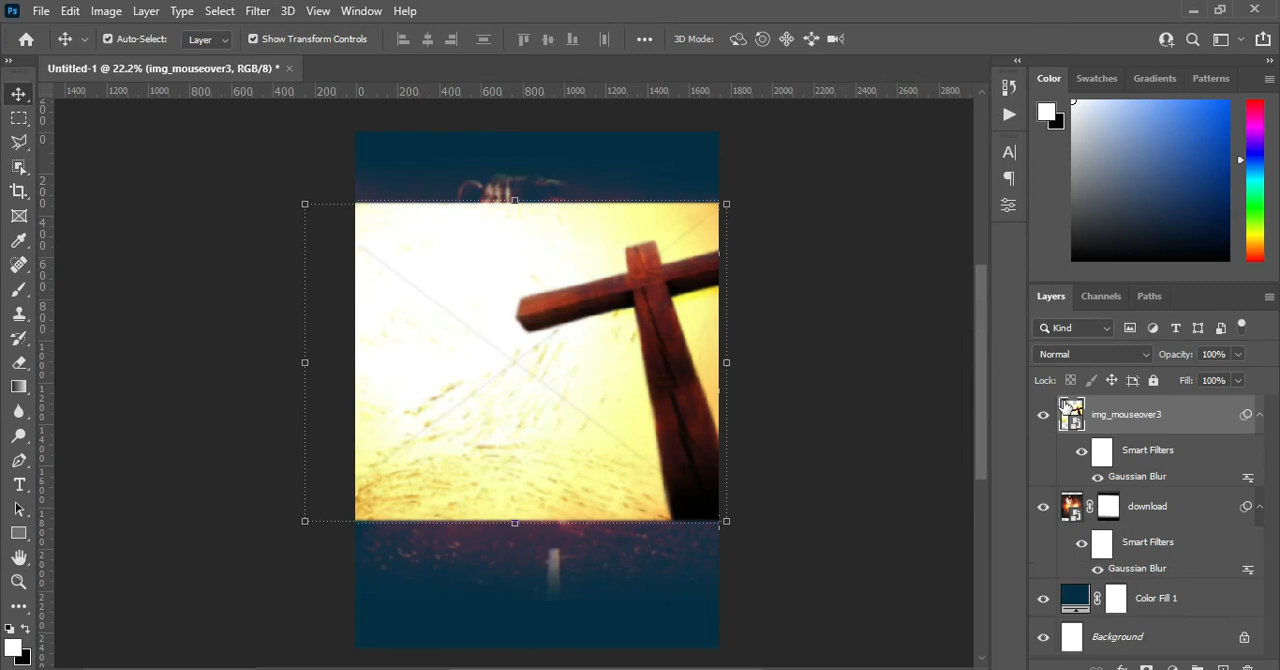 Ps File Edit Image Layer Type Select Filter 3D View Window Help
Auto-Select: Layer Show Transform Controls 3D Mode:
Untitled-1 @ 22.2% (img_mouseover3, RGB/8) *
1400 1200 1000 800 600 400 200 0 200 400 600 800 1000 1200 1400 1600 1800 2000 2200 2400 2600 2800
Color Swatches Gradients Patterns
Layers Channels Paths
Kind
Normal Opacity: 100%
Lock: Fill: 100%
img_mouseover3
Smart Filters
Gaussian Blur
download
Smart Filters
Gaussian Blur
Color Fill 1
Background